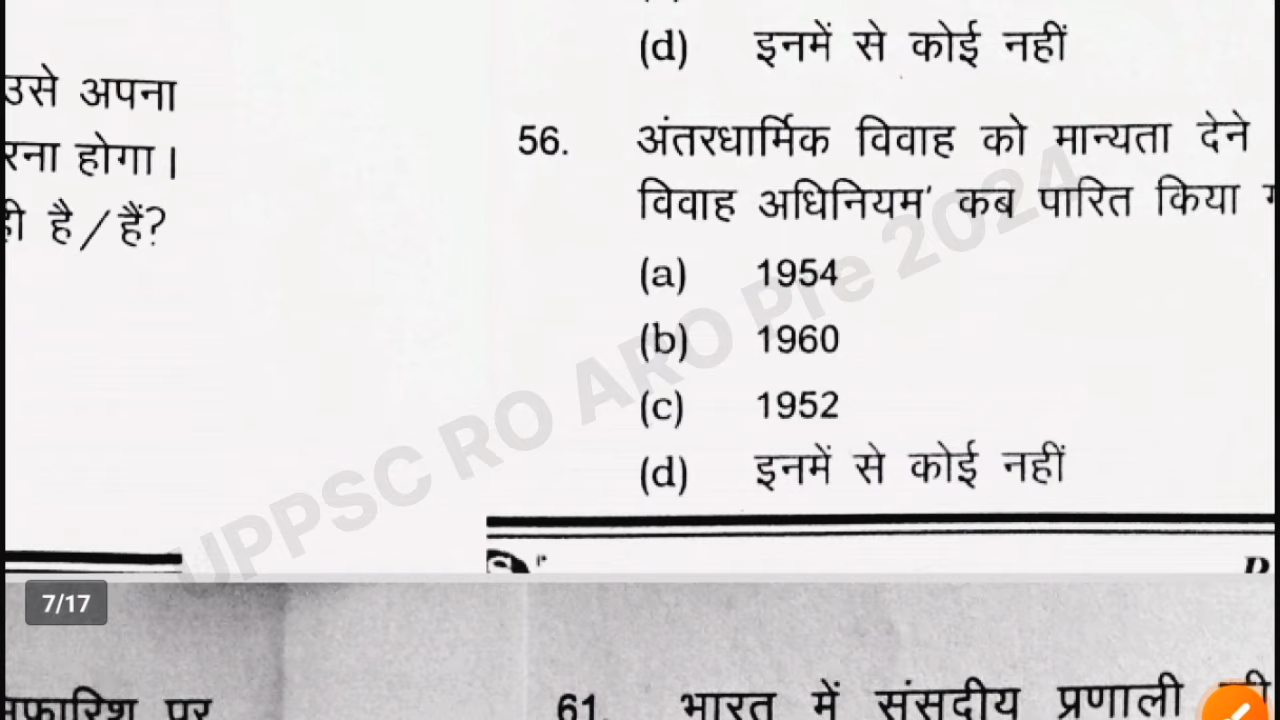 उसे अपना
रना होगा।
ही है/हैं?
(d) इनमें से कोई नहीं
56. अंतरधार्मिक विवाह को मान्यता देने
विवाह अधिनियम' कब पारित किया
(a) 1954
(b) 1960
(c) 1952
(d) इनमें से कोई नहीं
UPPSC RO ARO Pre 2024
7/17
पर
61. भारत में संसदीय प्रणाली की